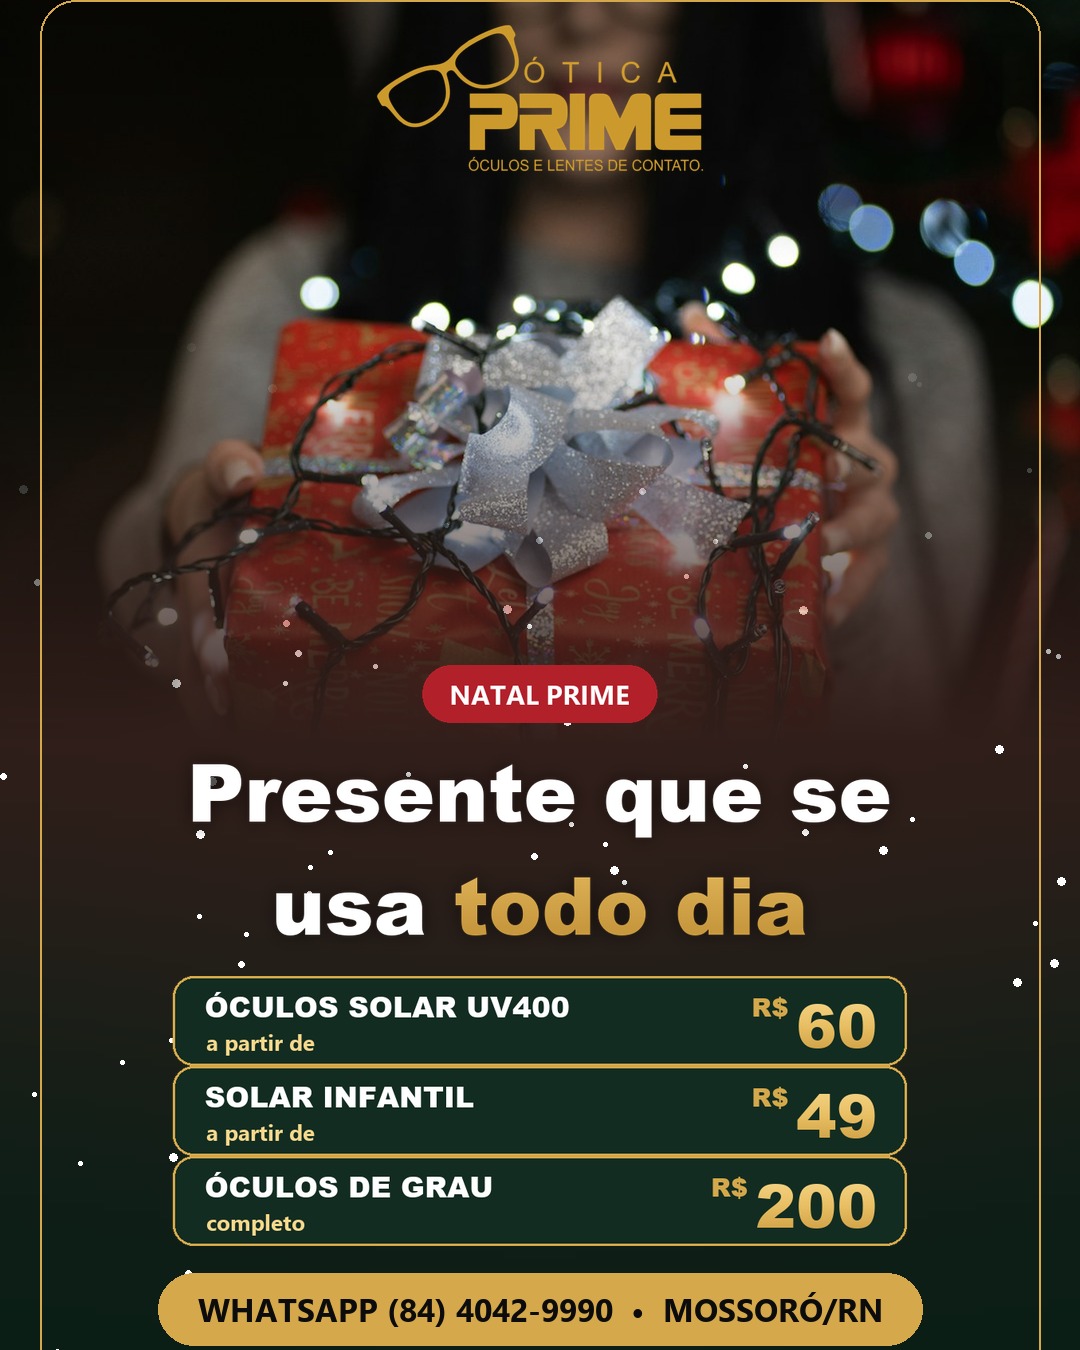 ÓTICA
PRIME
ÓCULOS E LENTES DE CONTATO.
NATAL PRIME
Presente que se
usa todo dia
ÓCULOS SOLAR UV400
a partir de
R$ 60
SOLAR INFANTIL
a partir de
R$ 49
ÓCULOS DE GRAU
completo
R$ 200
WHATSAPP (84) 4042-9990 • MOSSORÓ/RN